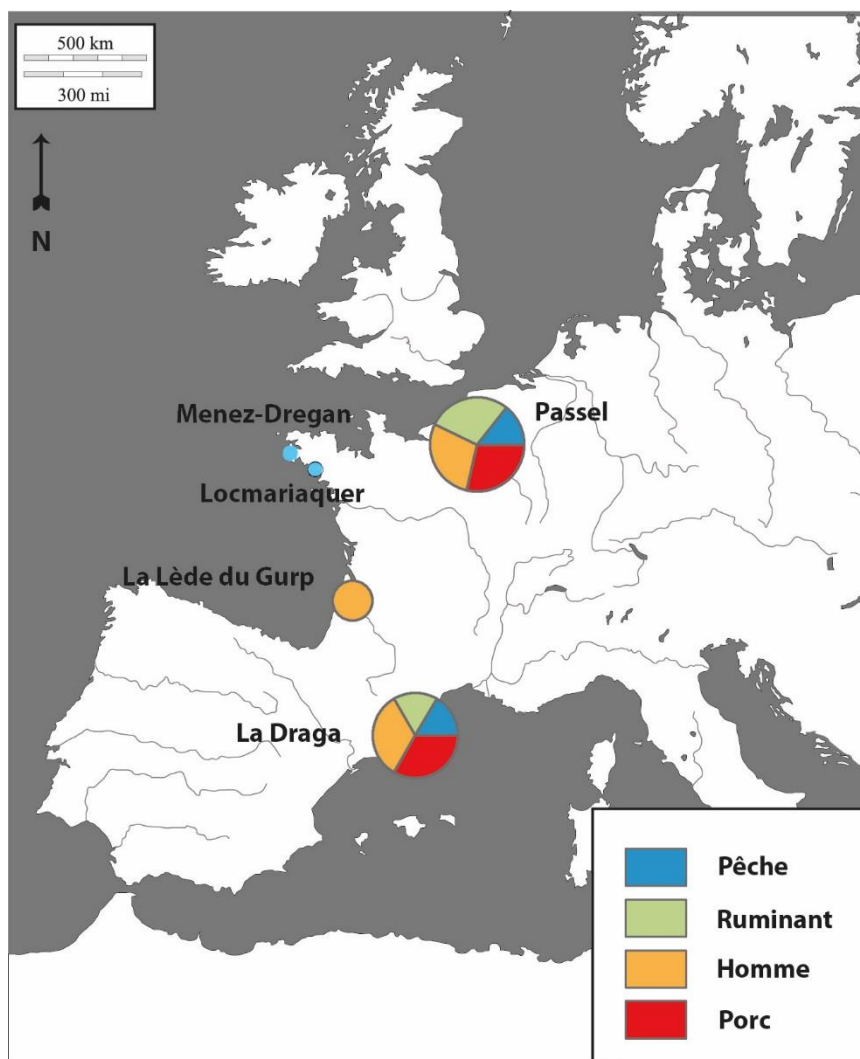 500 km
300 mi
N
Menez-Dregan
Passel
Locmariaquer
La Lède du Gurp
La Draga
Pêche
Ruminant
Homme
Porc